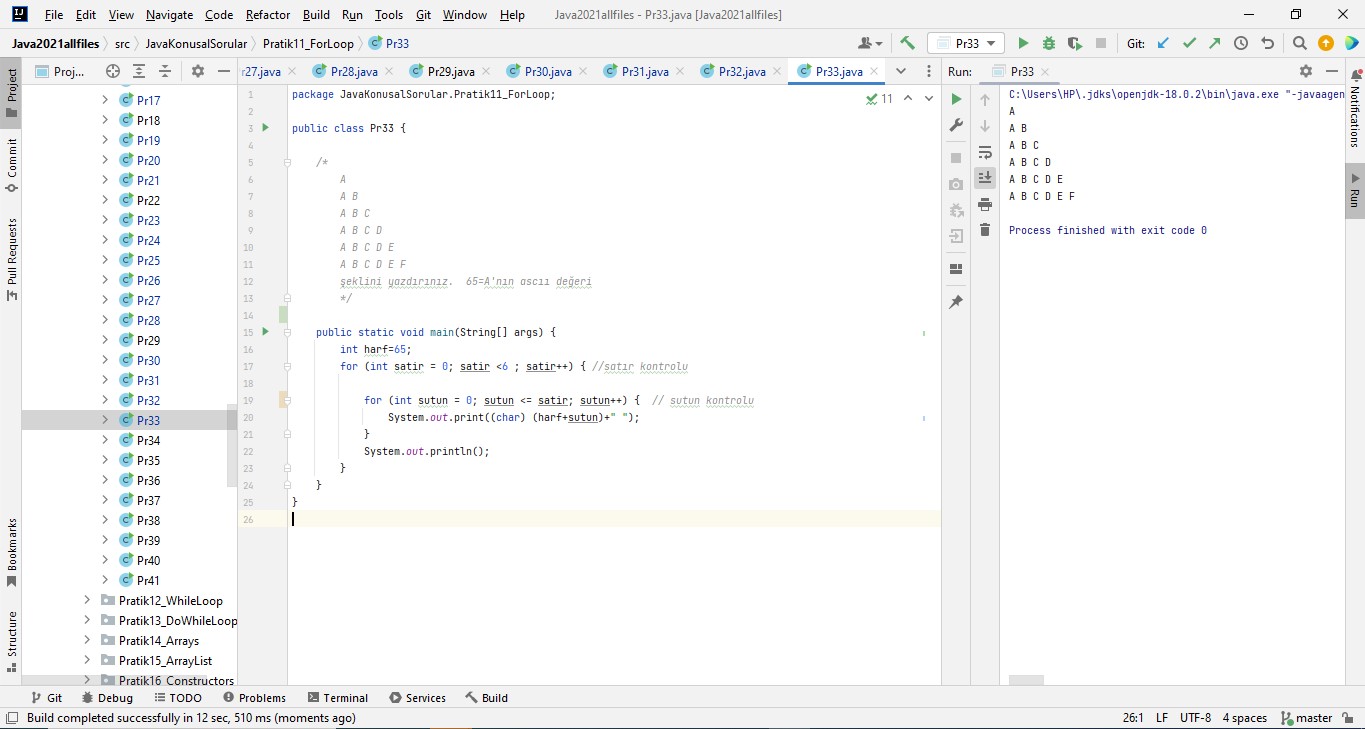 File Edit View Navigate Code Refactor Build Run Tools Git Window Help Java2021allfiles - Pr33.java [Java2021allfiles]
Java2021allfiles src JavaKonusalSorular Pratik11_ForLoop Pr33 Pr33 Git:
Project
Commit
Pull Requests
Bookmarks
Structure
Proj...
Pr17
Pr18
Pr19
Pr20
Pr21
Pr22
Pr23
Pr24
Pr25
Pr26
Pr27
Pr28
Pr29
Pr30
Pr31
Pr32
Pr33
Pr34
Pr35
Pr36
Pr37
Pr38
Pr39
Pr40
Pr41
Pratik12_WhileLoop
Pratik13_DoWhileLoop
Pratik14_Arrays
Pratik15_ArrayList
Pratik16_Constructors
r27.java Pr28.java Pr29.java Pr30.java Pr31.java Pr32.java Pr33.java
11
1 package JavaKonusalSorular.Pratik11_ForLoop;
2
3 public class Pr33 {
4
5 /*
6 A
7 A B
8 A B C
9 A B C D
10 A B C D E
11 A B C D E F
12 şeklini yazdırınız. 65=A'nın ascıı değeri
13 */
14
15 public static void main(String[] args) {
16 int harf=65;
17 for (int satir = 0; satir <6 ; satir++) { //satır kontrolu
18
19 for (int sutun = 0; sutun <= satir; sutun++) { // sutun kontrolu
20 System.out.print((char) (harf+sutun)+" ");
21 }
22 System.out.println();
23 }
24 }
25 }
26
Run: Pr33
C:\Users\HP\.jdks\openjdk-18.0.2\bin\java.exe "-javaagen
A
A B
A B C
A B C D
A B C D E
A B C D E F
Process finished with exit code 0
Notifications
Run
Git Debug TODO Problems Terminal Services Build
Build completed successfully in 12 sec, 510 ms (moments ago) 26:1 LF UTF-8 4 spaces master